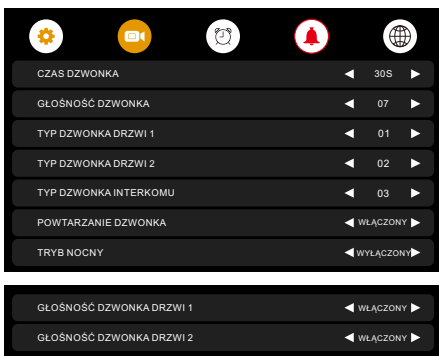 CZAS DZWONKA 30S
GŁOŚNOŚĆ DZWONKA 07
TYP DZWONKA DRZWI 1 01
TYP DZWONKA DRZWI 2 02
TYP DZWONKA INTERKOMU 03
POWTARZANIE DZWONKA WŁĄCZONY
TRYB NOCNY WYŁĄCZONY
GŁOŚNOŚĆ DZWONKA DRZWI 1 WŁĄCZONY
GŁOŚNOŚĆ DZWONKA DRZWI 2 WŁĄCZONY